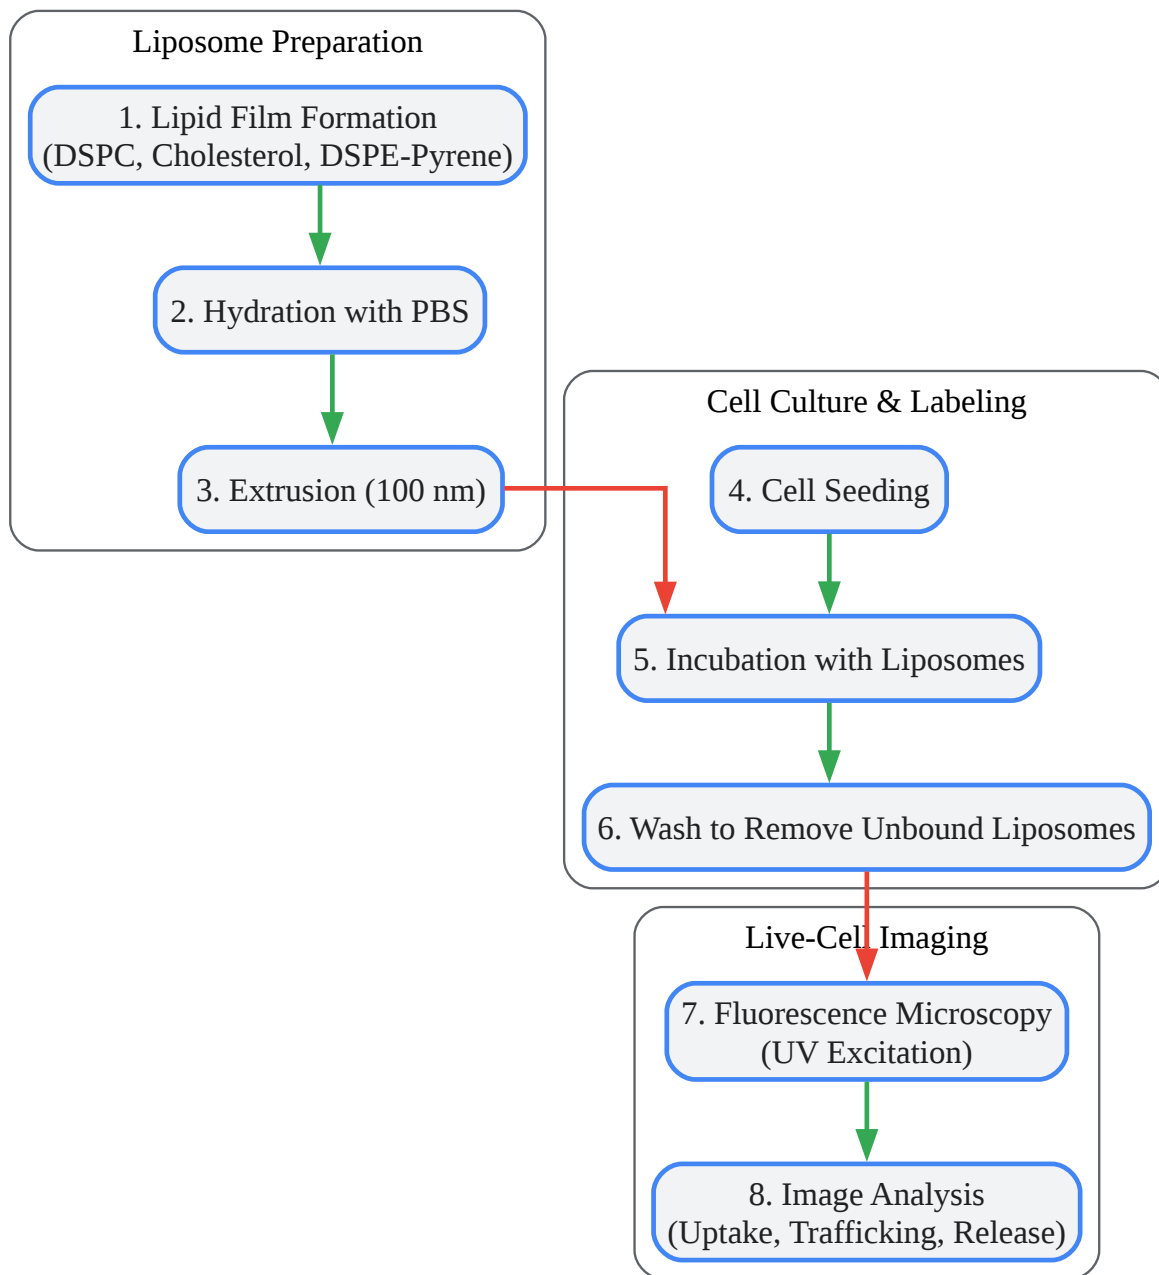 Liposome Preparation
1. Lipid Film Formation
(DSPC, Cholesterol, DSPE-Pyrene)
2. Hydration with PBS
3. Extrusion (100 nm)
Cell Culture & Labeling
4. Cell Seeding
5. Incubation with Liposomes
6. Wash to Remove Unbound Liposomes
Live-Cell Imaging
7. Fluorescence Microscopy
(UV Excitation)
8. Image Analysis
(Uptake, Trafficking, Release)